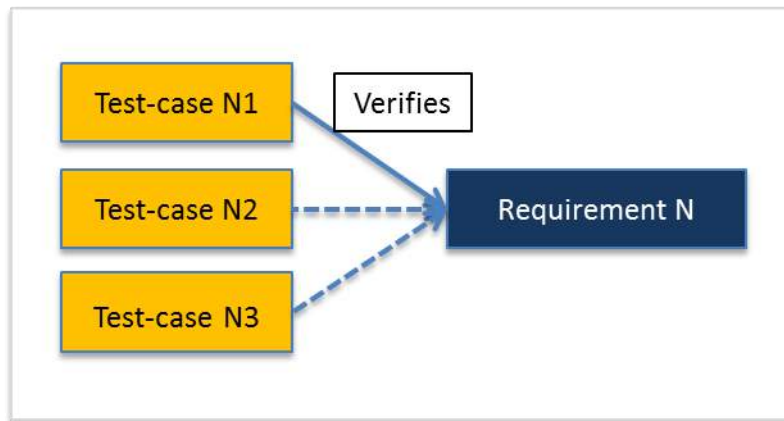 Test-case N1
Verifies
Test-case N2
Requirement N
Test-case N3